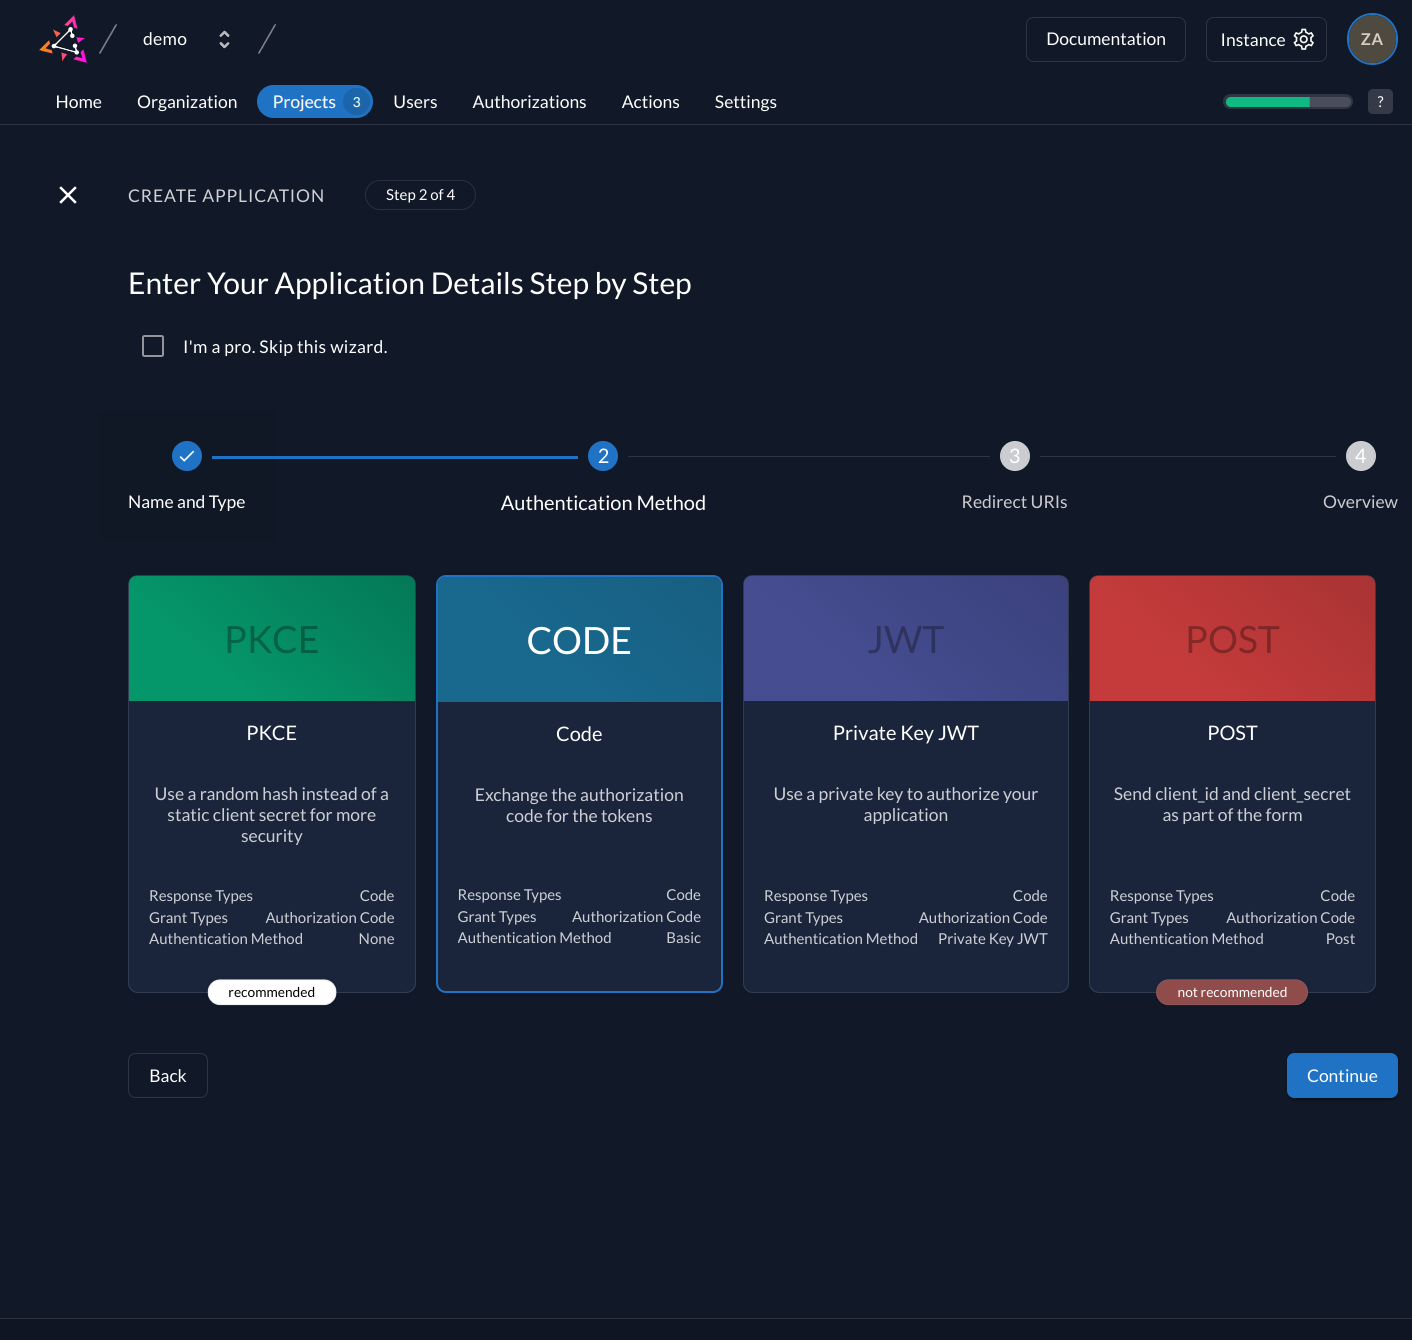 demo
Documentation
Instance
ZA
Home
Organization
Projects 3
Users
Authorizations
Actions
Settings
?
CREATE APPLICATION
Step 2 of 4
Enter Your Application Details Step by Step
I'm a pro. Skip this wizard.
2
3
4
Name and Type
Authentication Method
Redirect URIs
Overview
PKCE
PKCE
Use a random hash instead of a
static client secret for more
security
Response Types Code
Grant Types Authorization Code
Authentication Method None
recommended
CODE
Code
Exchange the authorization
code for the tokens
Response Types Code
Grant Types Authorization Code
Authentication Method Basic
JWT
Private Key JWT
Use a private key to authorize your
application
Response Types Code
Grant Types Authorization Code
Authentication Method Private Key JWT
POST
POST
Send client_id and client_secret
as part of the form
Response Types Code
Grant Types Authorization Code
Authentication Method Post
not recommended
Back
Continue